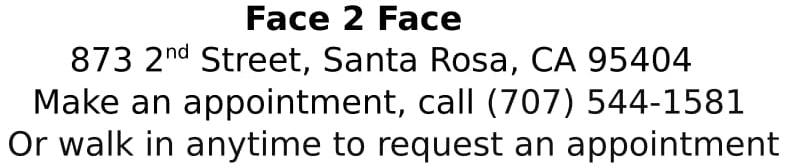 Face 2 Face
873 2nd Street, Santa Rosa, CA 95404
Make an appointment, call (707) 544-1581
Or walk in anytime to request an appointment